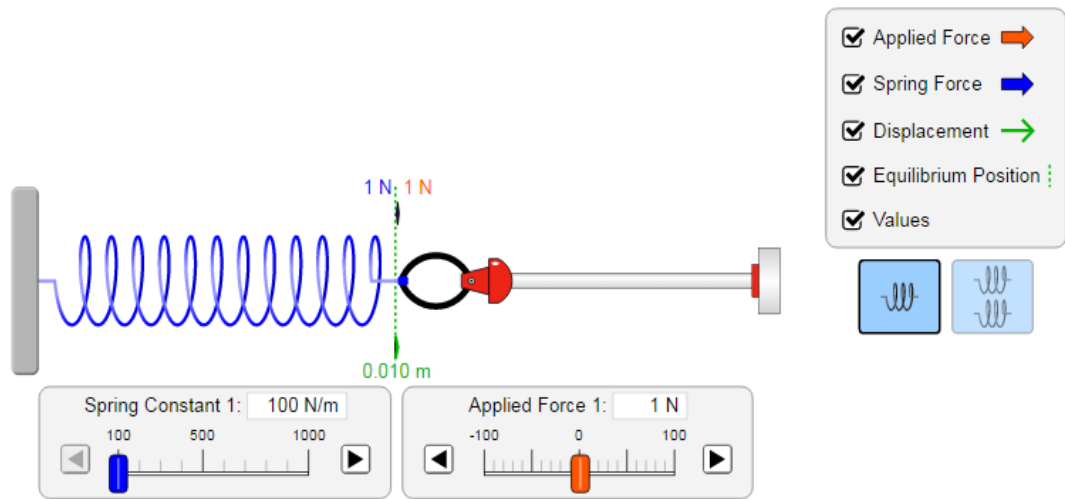 Applied Force
Spring Force
Displacement
Equilibrium Position
Values
1 N 1 N
0.010 m
Spring Constant 1: 100 N/m
100 500 1000
Applied Force 1: 1 N
-100 0 100